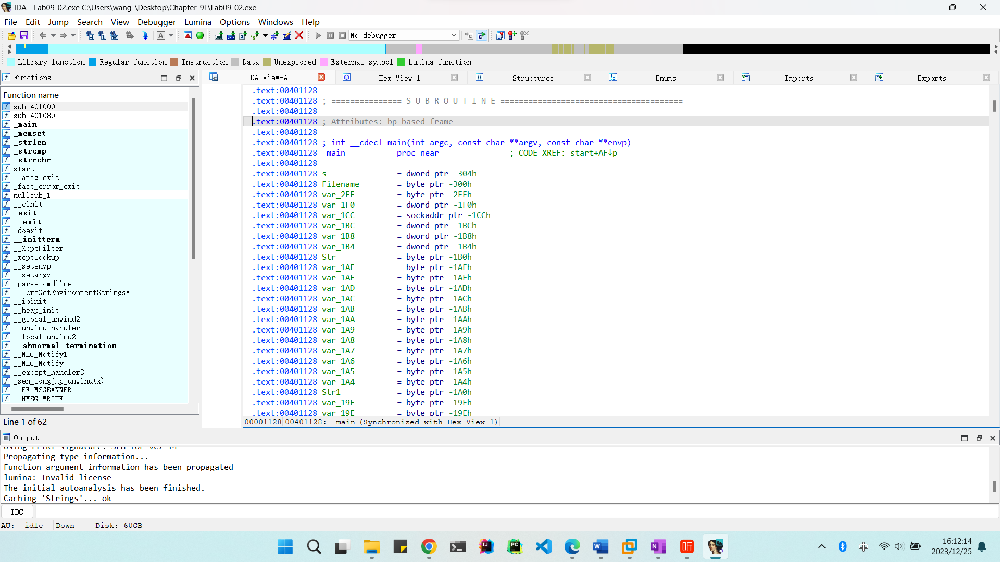 IDA - Lab09-02.exe C:\Users\wang_\Desktop\Chapter_9L\Lab09-02.exe
File Edit Jump Search View Debugger Lumina Options Windows Help
No debugger
Library function Regular function Instruction Data Unexplored External symbol Lumina function
Functions
Function name
sub_401000
sub_401089
_main
_memset
_strlen
_strcmp
_strrchr
start
__amsg_exit
_fast_error_exit
nullsub_1
__cinit
_exit
__exit
_doexit
__initterm
__XcptFilter
_xcptlookup
__setenvp
__setargv
_parse_cmdline
___crtGetEnvironmentStringsA
__ioinit
__heap_init
__global_unwind2
__unwind_handler
__local_unwind2
__abnormal_termination
__NLG_Notify1
__NLG_Notify
__except_handler3
_seh_longjmp_unwind(x)
__FF_MSGBANNER
__NMSG_WRITE
Line 1 of 62
IDA View-A Hex View-1 Structures Enums Imports Exports
.text:00401128
.text:00401128 ; =============== S U B R O U T I N E =======================================
.text:00401128
.text:00401128 ; Attributes: bp-based frame
.text:00401128
.text:00401128 ; int __cdecl main(int argc, const char **argv, const char **envp)
.text:00401128 _main proc near ; CODE XREF: start+AF↓p
.text:00401128
.text:00401128 s = dword ptr -304h
.text:00401128 Filename = byte ptr -300h
.text:00401128 var_2FF = byte ptr -2FFh
.text:00401128 var_1F0 = dword ptr -1F0h
.text:00401128 var_1CC = sockaddr ptr -1CCh
.text:00401128 var_1BC = dword ptr -1BCh
.text:00401128 var_1B8 = dword ptr -1B8h
.text:00401128 var_1B4 = dword ptr -1B4h
.text:00401128 Str = byte ptr -1B0h
.text:00401128 var_1AF = byte ptr -1AFh
.text:00401128 var_1AE = byte ptr -1AEh
.text:00401128 var_1AD = byte ptr -1ADh
.text:00401128 var_1AC = byte ptr -1ACh
.text:00401128 var_1AB = byte ptr -1ABh
.text:00401128 var_1AA = byte ptr -1AAh
.text:00401128 var_1A9 = byte ptr -1A9h
.text:00401128 var_1A8 = byte ptr -1A8h
.text:00401128 var_1A7 = byte ptr -1A7h
.text:00401128 var_1A6 = byte ptr -1A6h
.text:00401128 var_1A5 = byte ptr -1A5h
.text:00401128 var_1A4 = byte ptr -1A4h
.text:00401128 Str1 = byte ptr -1A0h
.text:00401128 var_19F = byte ptr -19Fh
.text:00401128 var_19E = byte ptr -19Eh
00001128 00401128: _main (Synchronized with Hex View-1)
Output
Using FLIRT signature: SEH for vc7-14
Propagating type information...
Function argument information has been propagated
lumina: Invalid license
The initial autoanalysis has been finished.
Caching 'Strings'... ok
IDC
AU: idle Down Disk: 60GB
中
16:12:14
2023/12/25